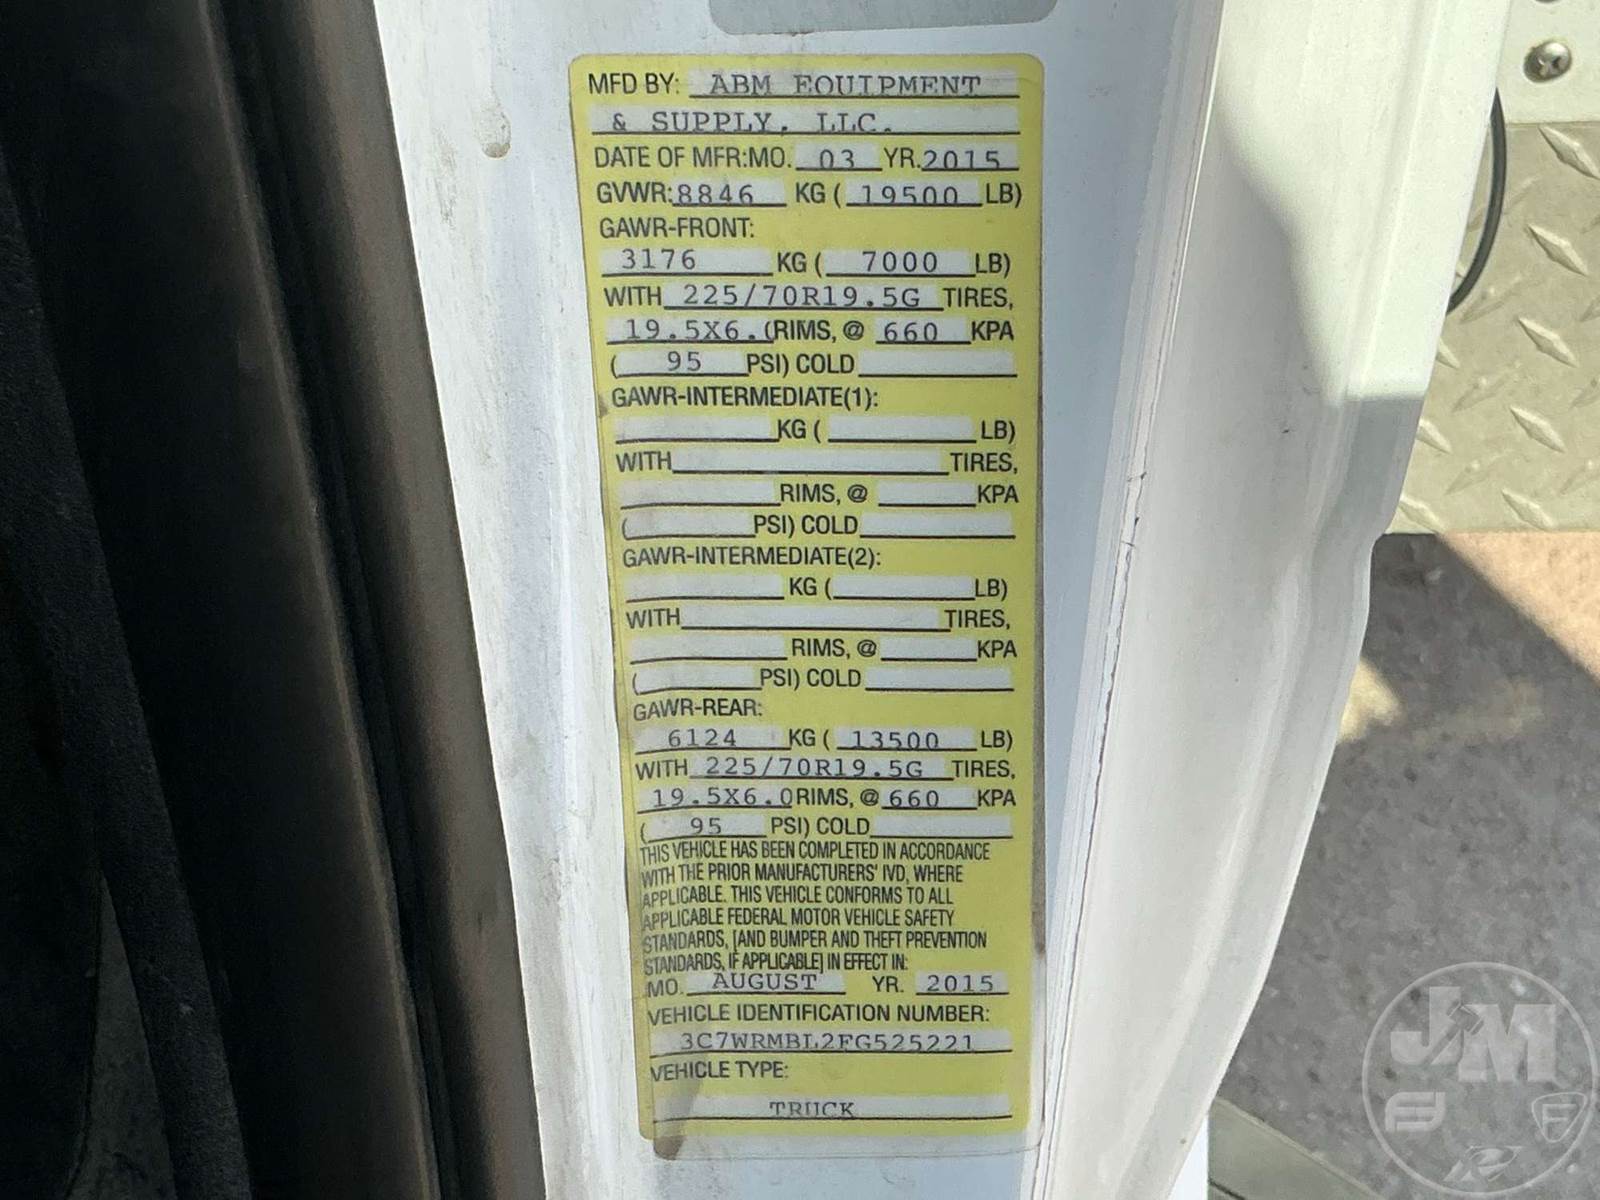 MFD BY: ABM EQUIPMENT
& SUPPLY, LLC.
DATE OF MFR:MO. 03 YR.2015
GVWR:8846 KG ( 19500 LB)
GAWR-FRONT:
3176 KG ( 7000 LB)
WITH 225/70R19.5G TIRES,
19.5X6.0 RIMS, @ 660 KPA
( 95 PSI) COLD
GAWR-INTERMEDIATE(1):
KG ( LB)
WITH TIRES,
RIMS, @ KPA
( PSI) COLD
GAWR-INTERMEDIATE(2):
KG ( LB)
WITH TIRES,
RIMS, @ KPA
( PSI) COLD
GAWR-REAR:
6124 KG ( 13500 LB)
WITH 225/70R19.5G TIRES,
19.5X6.0RIMS, @ 660 KPA
( 95 PSI) COLD
THIS VEHICLE HAS BEEN COMPLETED IN ACCORDANCE
WITH THE PRIOR MANUFACTURERS' IVD, WHERE
APPLICABLE. THIS VEHICLE CONFORMS TO ALL
APPLICABLE FEDERAL MOTOR VEHICLE SAFETY
STANDARDS, [AND BUMPER AND THEFT PREVENTION
STANDARDS, IF APPLICABLE] IN EFFECT IN:
MO. AUGUST YR. 2015
VEHICLE IDENTIFICATION NUMBER:
3C7WRMBL2FG525221
VEHICLE TYPE:
TRUCK
JM